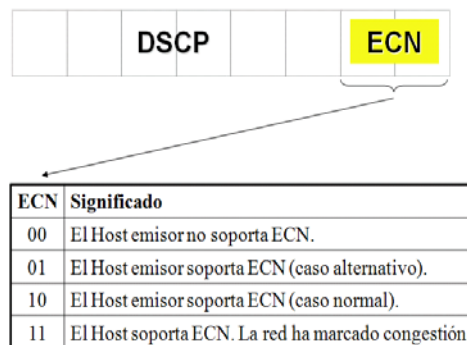 DSCP ECN
ECN Significado
00 El Host emisor no soporta ECN.
01 El Host emisor soporta ECN (caso alternativo).
10 El Host emisor soporta ECN (caso normal).
11 El Host soporta ECN. La red ha marcado congestión